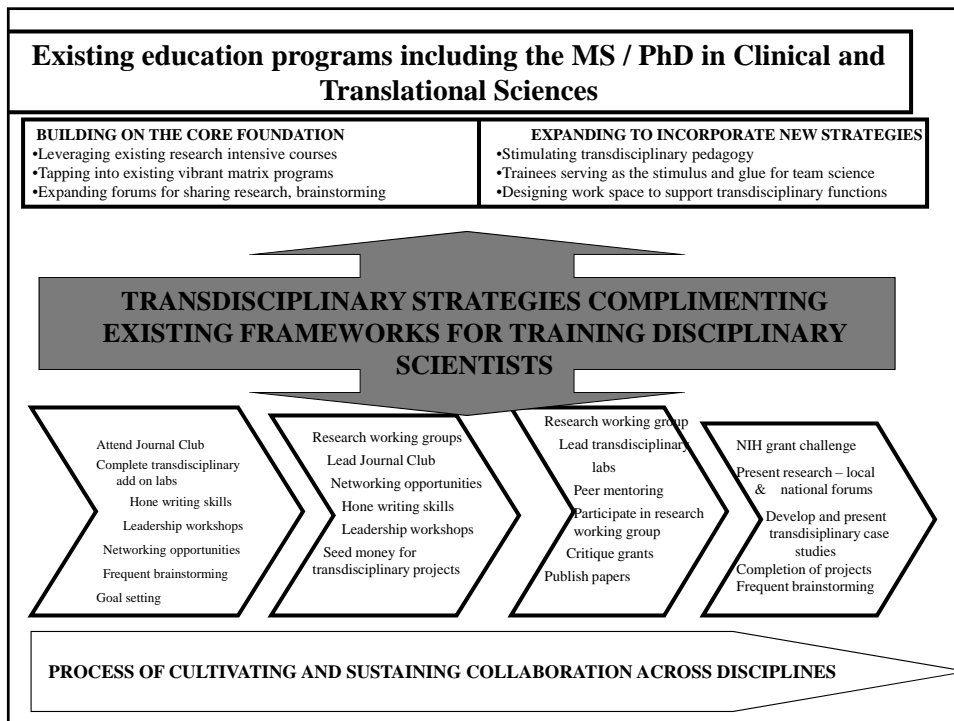 Existing education programs including the MS / PhD in Clinical and
Translational Sciences
BUILDING ON THE CORE FOUNDATION
•Leveraging existing research intensive courses
•Tapping into existing vibrant matrix programs
•Expanding forums for sharing research, brainstorming
EXPANDING TO INCORPORATE NEW STRATEGIES
•Stimulating transdisciplinary pedagogy
•Trainees serving as the stimulus and glue for team science
•Designing work space to support transdisciplinary functions
TRANSDISCIPLINARY STRATEGIES COMPLIMENTING
EXISTING FRAMEWORKS FOR TRAINING DISCIPLINARY
SCIENTISTS
Attend Journal Club
Complete transdisciplinary
add on labs
Hone writing skills
Leadership workshops
Networking opportunities
Frequent brainstorming
Goal setting
Research working groups
Lead Journal Club
Networking opportunities
Hone writing skills
Leadership workshops
Seed money for
transdisciplinary projects
Research working group
Lead transdisciplinary
labs
Peer mentoring
Participate in research
working group
Critique grants
Publish papers
NIH grant challenge
Present research – local
& national forums
Develop and present
transdisiplinary case
studies
Completion of projects
Frequent brainstorming
PROCESS OF CULTIVATING AND SUSTAINING COLLABORATION ACROSS DISCIPLINES